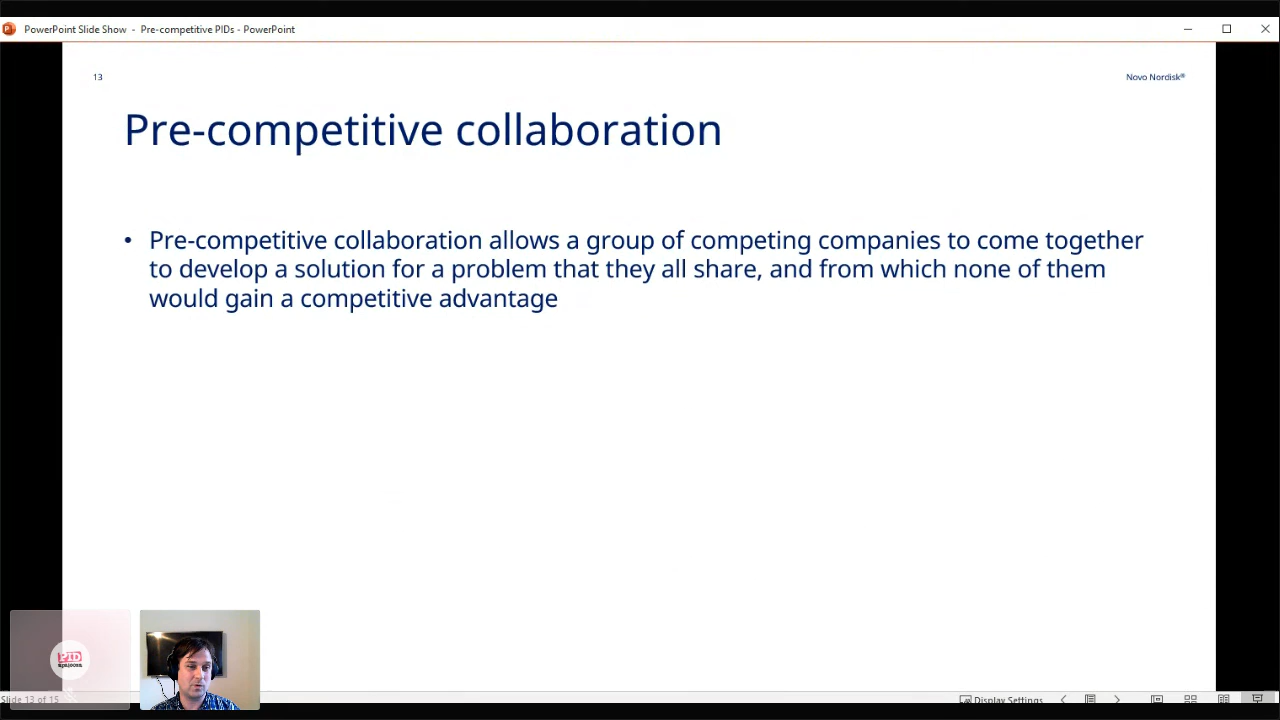 PowerPoint Slide Show - Pre-competitive PIDs - PowerPoint
13
Novo Nordisk®
Pre-competitive collaboration
• Pre-competitive collaboration allows a group of competing companies to come together
to develop a solution for a problem that they all share, and from which none of them
would gain a competitive advantage
PID
apalooza
Slide 13 of 15
Display Settings